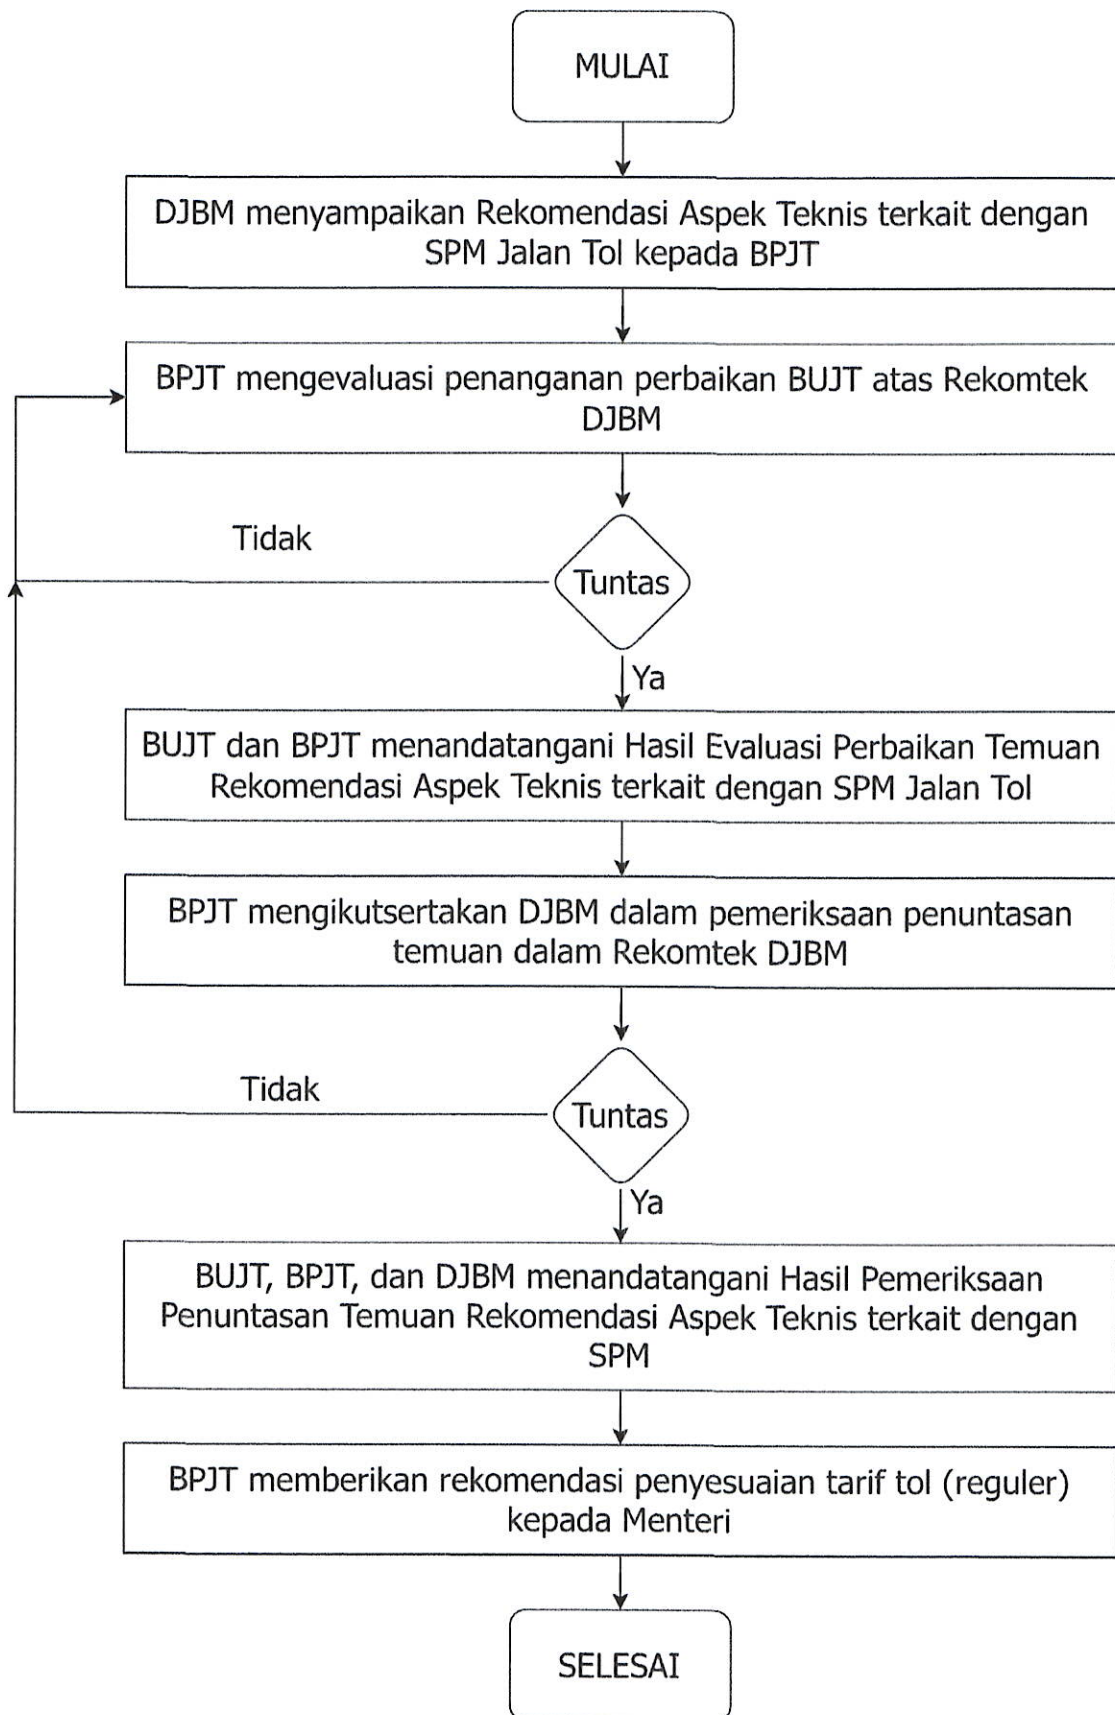 MULAI
DJBM menyampaikan Rekomendasi Aspek Teknis terkait dengan
SPM Jalan Tol kepada BPJT
BPJT mengevaluasi penanganan perbaikan BUJT atas Rekomtek
DJBM
Tidak
Tuntas
Ya
BUJT dan BPJT menandatangani Hasil Evaluasi Perbaikan Temuan
Rekomendasi Aspek Teknis terkait dengan SPM Jalan Tol
BPJT mengikutsertakan DJBM dalam pemeriksaan penuntasan
temuan dalam Rekomtek DJBM
Tidak
Tuntas
Ya
BUJT, BPJT, dan DJBM menandatangani Hasil Pemeriksaan
Penuntasan Temuan Rekomendasi Aspek Teknis terkait dengan
SPM
BPJT memberikan rekomendasi penyesuaian tarif tol (reguler)
kepada Menteri
SELESAI